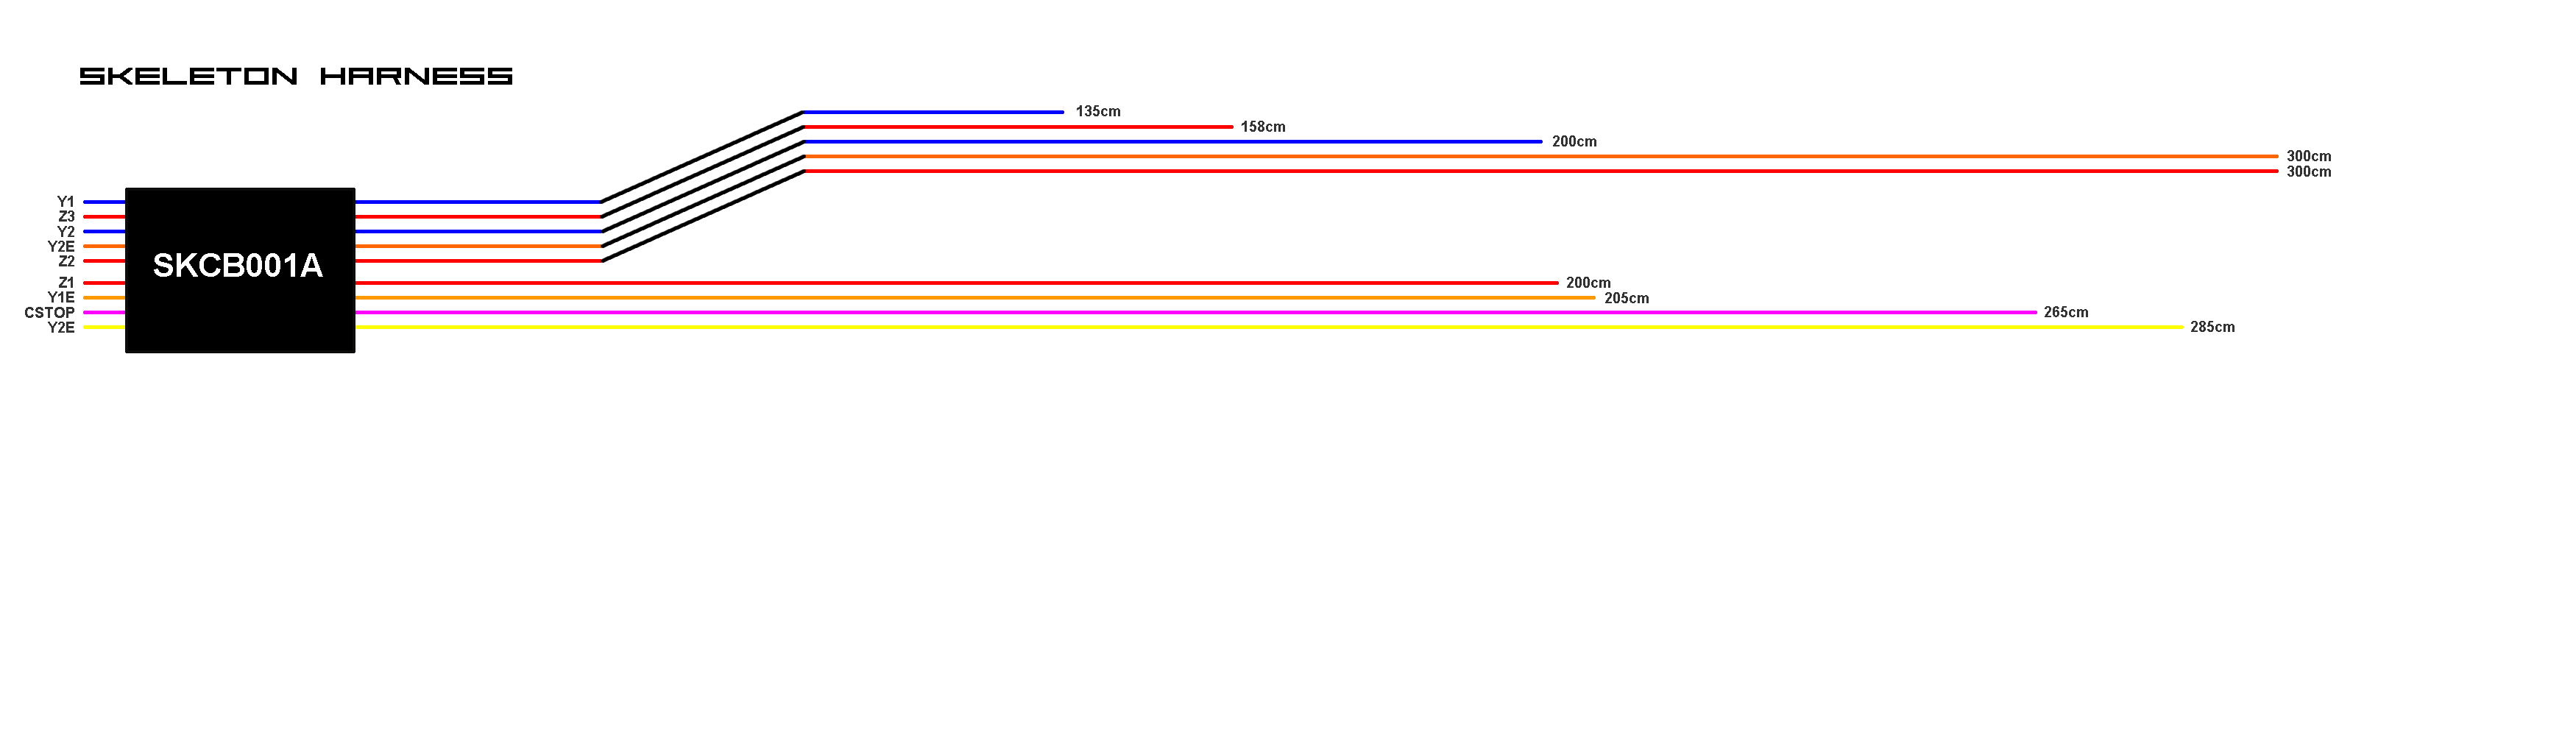 SKELETON HARNESS
135cm
158cm
200cm
300cm
300cm
Y1
Z3
Y2
Y2E
Z2
SKCB001A
Z1
200cm
Y1E
205cm
CSTOP
265cm
Y2E
285cm